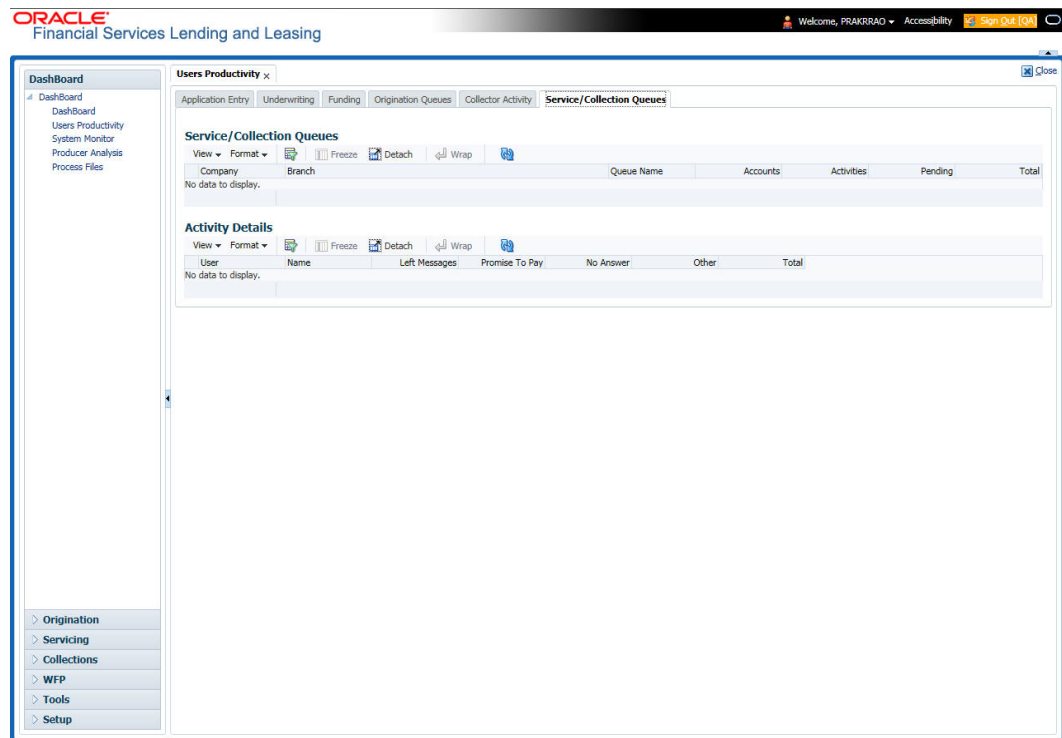 ORACLE
Financial Services Lending and Leasing
Welcome, PRAKRRAO Accessibility Sign Out [QA]
DashBoard
DashBoard
DashBoard
Users Productivity
System Monitor
Producer Analysis
Process Files
Origination
Servicing
Collections
WFP
Tools
Setup
Users Productivity x
Close
Application Entry Underwriting Funding Origination Queues Collector Activity Service/Collection Queues
Service/Collection Queues
View Format Freeze Detach Wrap
Company Branch Queue Name Accounts Activities Pending Total
No data to display.
Activity Details
View Format Freeze Detach Wrap
User Name Left Messages Promise To Pay No Answer Other Total
No data to display.